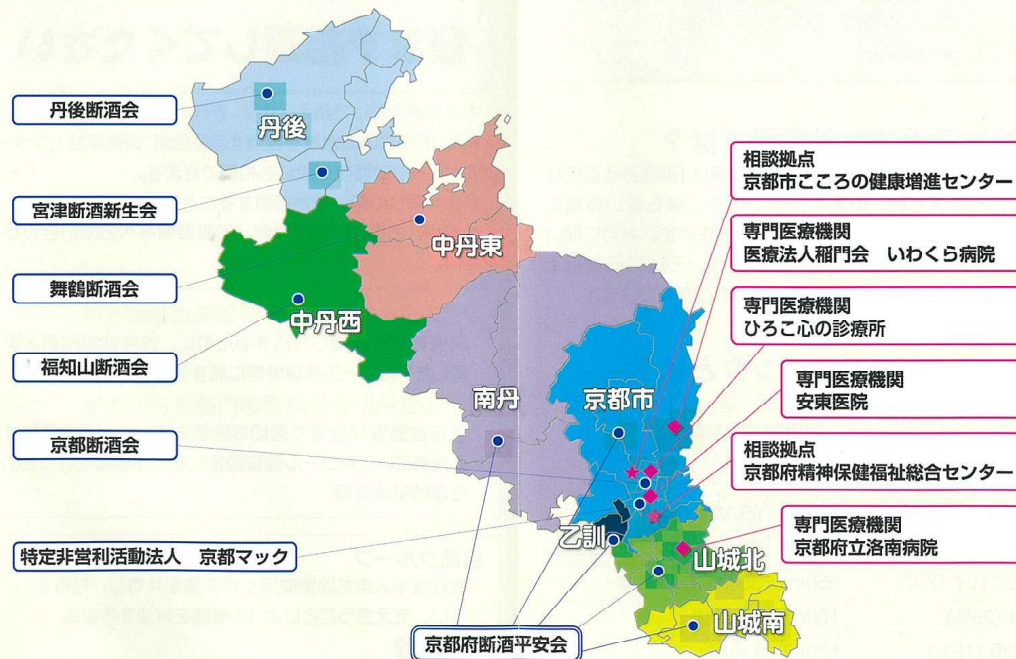 丹後断酒会
宮津断酒新生会
舞鶴断酒会
福知山断酒会
京都断酒会
特定非営利活動法人　京都マック
京都府断酒平安会
丹後
中丹東
中丹西
南丹
京都市
乙訓
山城北
山城南
相談拠点
京都市こころの健康増進センター
専門医療機関
医療法人稲門会　いわくら病院
専門医療機関
ひろこ心の診療所
専門医療機関
安東医院
相談拠点
京都府精神保健福祉総合センター
専門医療機関
京都府立洛南病院